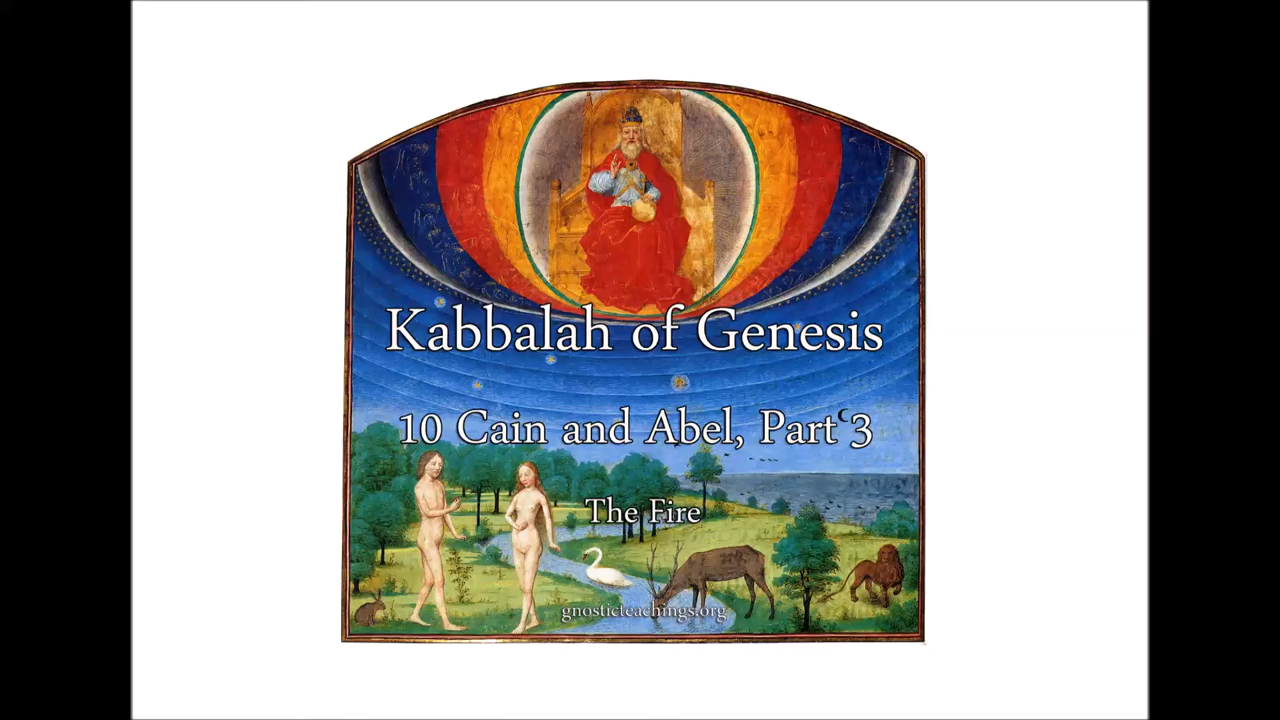 Kabbalah of Genesis
10 Cain and Abel, Part 3
The Fire
gnosticteachings.org